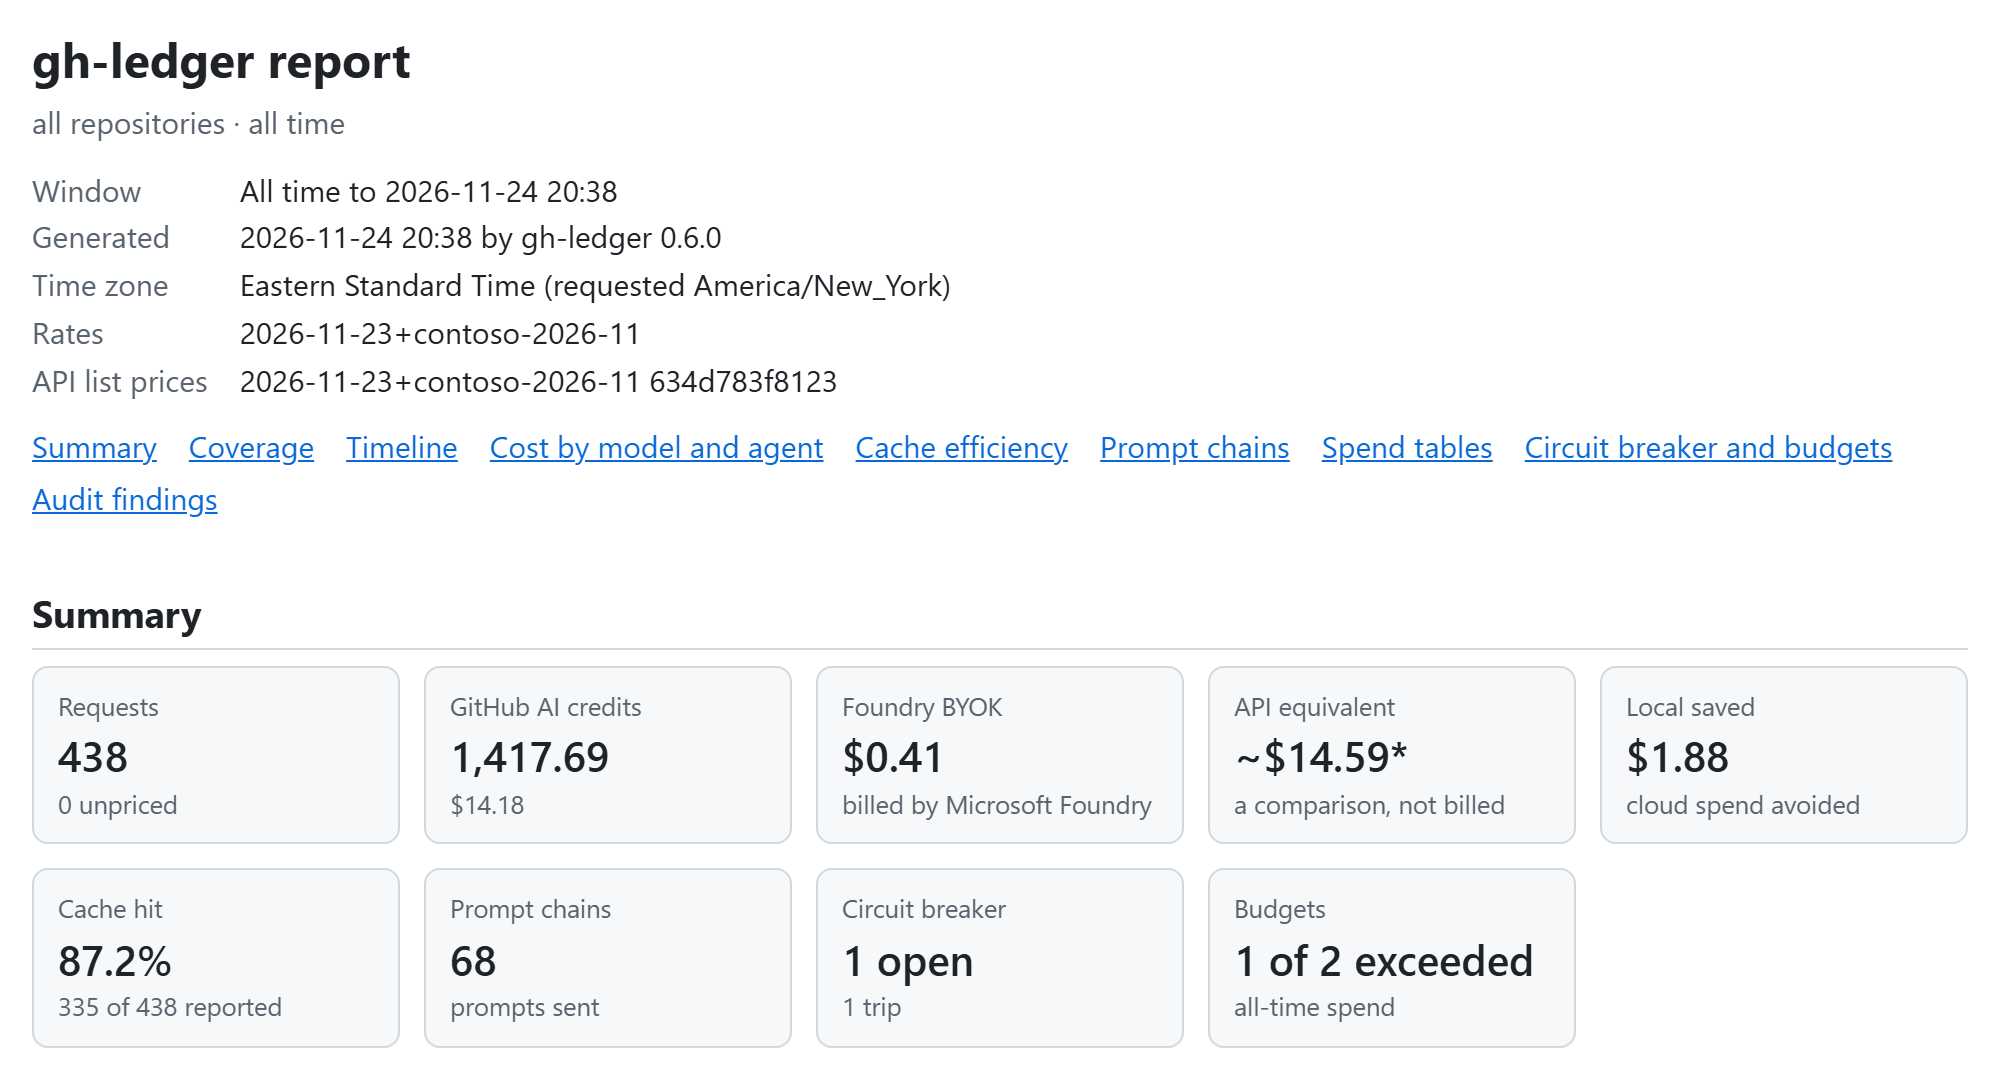 gh-ledger report
all repositories · all time
Window All time to 2026-11-24 20:38
Generated 2026-11-24 20:38 by gh-ledger 0.6.0
Time zone Eastern Standard Time (requested America/New_York)
Rates 2026-11-23+contoso-2026-11
API list prices 2026-11-23+contoso-2026-11 634d783f8123
Summary Coverage Timeline Cost by model and agent Cache efficiency Prompt chains Spend tables Circuit breaker and budgets
Audit findings
Summary
Requests
438
0 unpriced
GitHub AI credits
1,417.69
$14.18
Foundry BYOK
$0.41
billed by Microsoft Foundry
API equivalent
~$14.59*
a comparison, not billed
Local saved
$1.88
cloud spend avoided
Cache hit
87.2%
335 of 438 reported
Prompt chains
68
prompts sent
Circuit breaker
1 open
1 trip
Budgets
1 of 2 exceeded
all-time spend